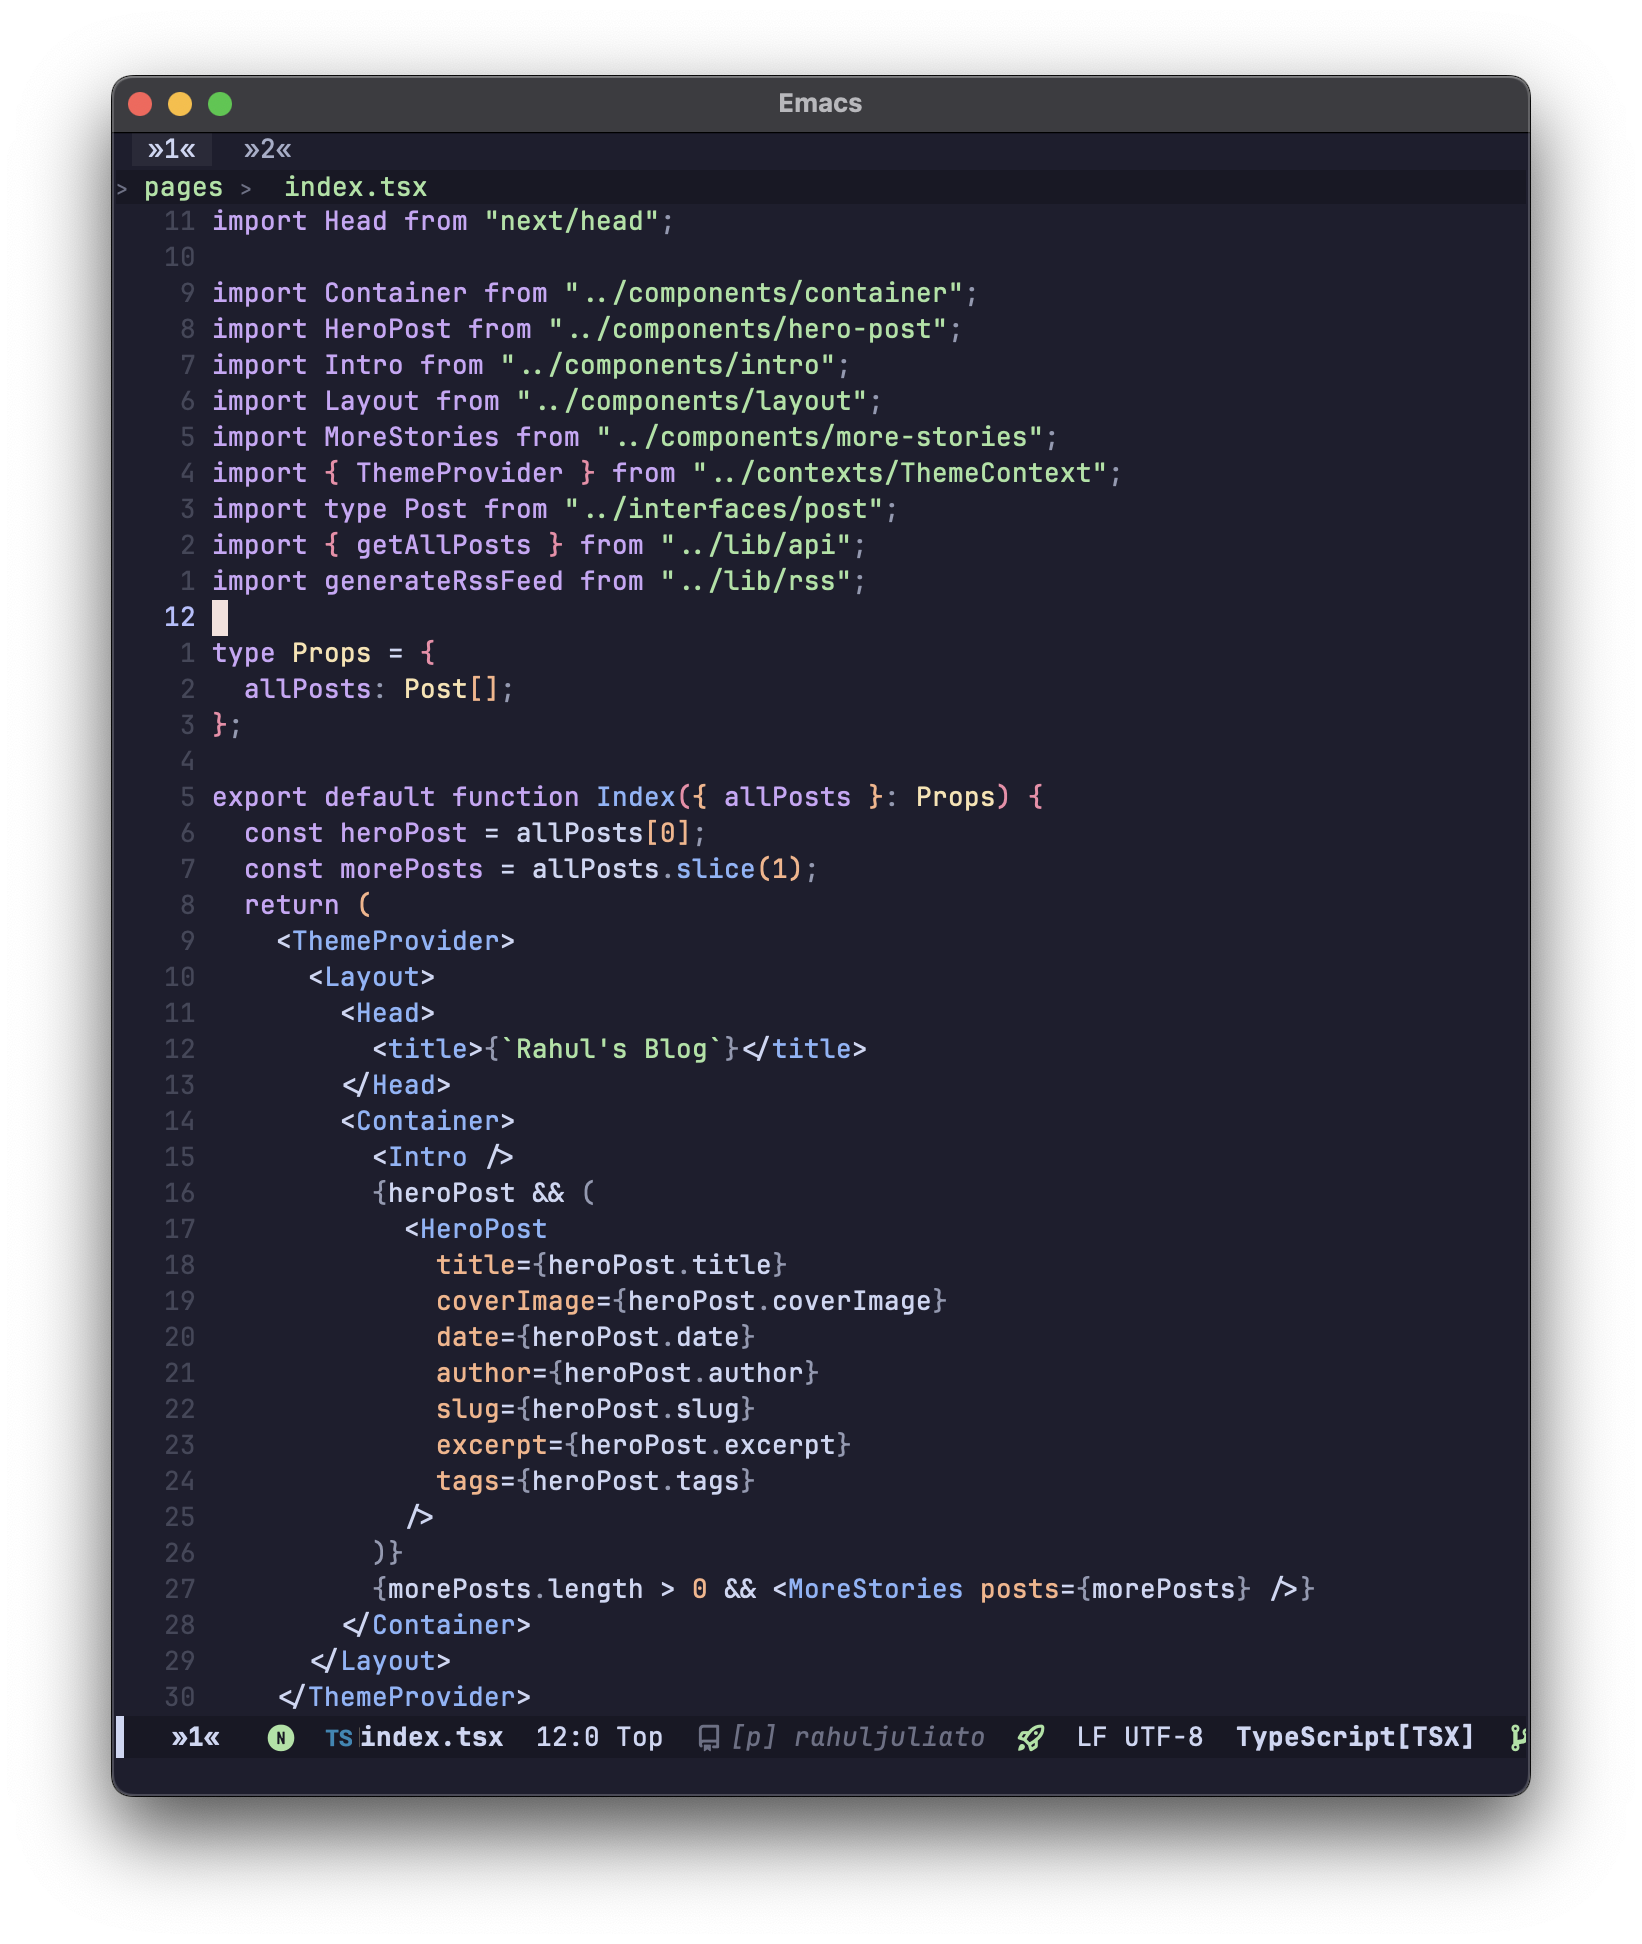 Emacs
»1« »2«
> pages > index.tsx
11 import Head from "next/head";
10
9 import Container from "../components/container";
8 import HeroPost from "../components/hero-post";
7 import Intro from "../components/intro";
6 import Layout from "../components/layout";
5 import MoreStories from "../components/more-stories";
4 import { ThemeProvider } from "../contexts/ThemeContext";
3 import type Post from "../interfaces/post";
2 import { getAllPosts } from "../lib/api";
1 import generateRssFeed from "../lib/rss";
12
1 type Props = {
2   allPosts: Post[];
3 };
4
5 export default function Index({ allPosts }: Props) {
6   const heroPost = allPosts[0];
7   const morePosts = allPosts.slice(1);
8   return (
9     <ThemeProvider>
10       <Layout>
11         <Head>
12           <title>{`Rahul's Blog`}</title>
13         </Head>
14         <Container>
15           <Intro />
16           {heroPost && (
17             <HeroPost
18               title={heroPost.title}
19               coverImage={heroPost.coverImage}
20               date={heroPost.date}
21               author={heroPost.author}
22               slug={heroPost.slug}
23               excerpt={heroPost.excerpt}
24               tags={heroPost.tags}
25             />
26           )}
27           {morePosts.length > 0 && <MoreStories posts={morePosts} />}
28         </Container>
29       </Layout>
30     </ThemeProvider>
»1« N TS index.tsx 12:0 Top [p] rahuljuliato LF UTF-8 TypeScript[TSX]